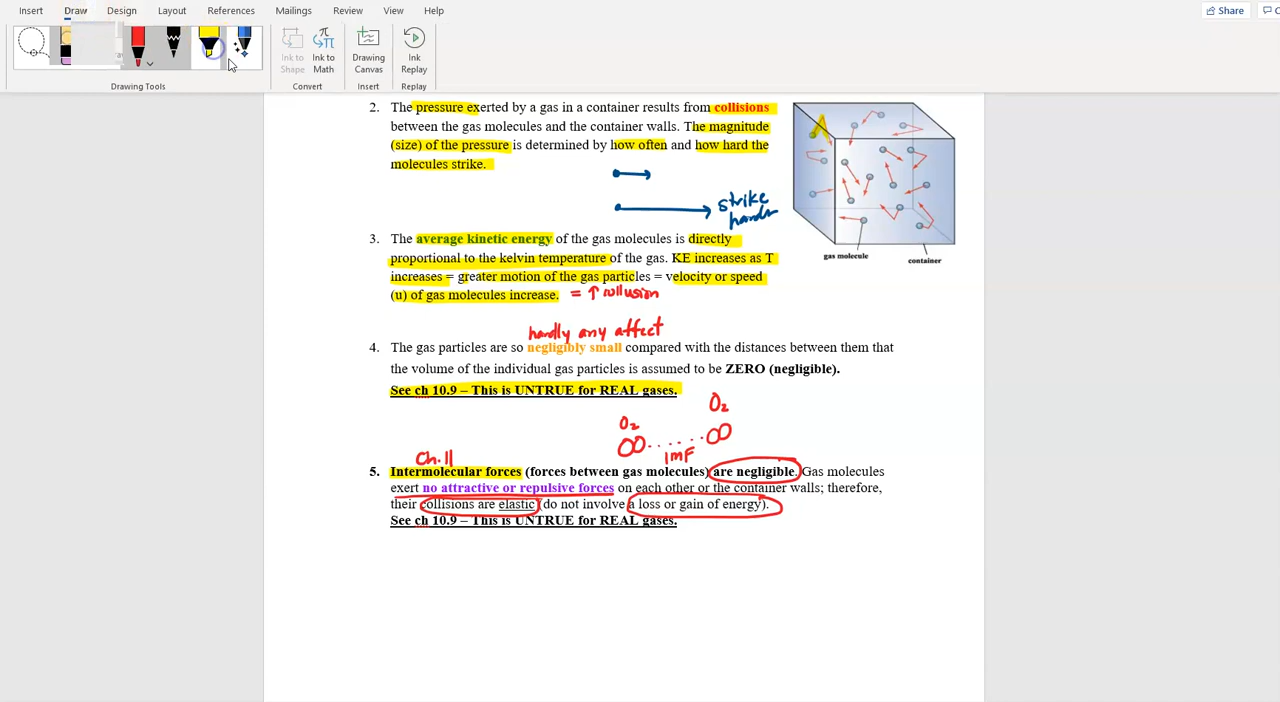 Insert Draw Design Layout References Mailings Review View Help
Share
Ink to Shape
Ink to Math
Drawing Canvas
Ink Replay
Drawing Tools
Convert
Insert
Replay
2. The pressure exerted by a gas in a container results from collisions
between the gas molecules and the container walls. The magnitude
(size) of the pressure is determined by how often and how hard the
molecules strike.
strike
hard
gas molecule
container
3. The average kinetic energy of the gas molecules is directly
proportional to the kelvin temperature of the gas. KE increases as T
increases = greater motion of the gas particles = velocity or speed
(u) of gas molecules increase. = ↑ collusion
hardly any affect
4. The gas particles are so negligibly small compared with the distances between them that
the volume of the individual gas particles is assumed to be ZERO (negligible).
See ch 10.9 – This is UNTRUE for REAL gases.
O₂
O₂
IMF
Ch.11
5. Intermolecular forces (forces between gas molecules) are negligible. Gas molecules
exert no attractive or repulsive forces on each other or the container walls; therefore,
their collisions are elastic (do not involve a loss or gain of energy).
See ch 10.9 – This is UNTRUE for REAL gases.